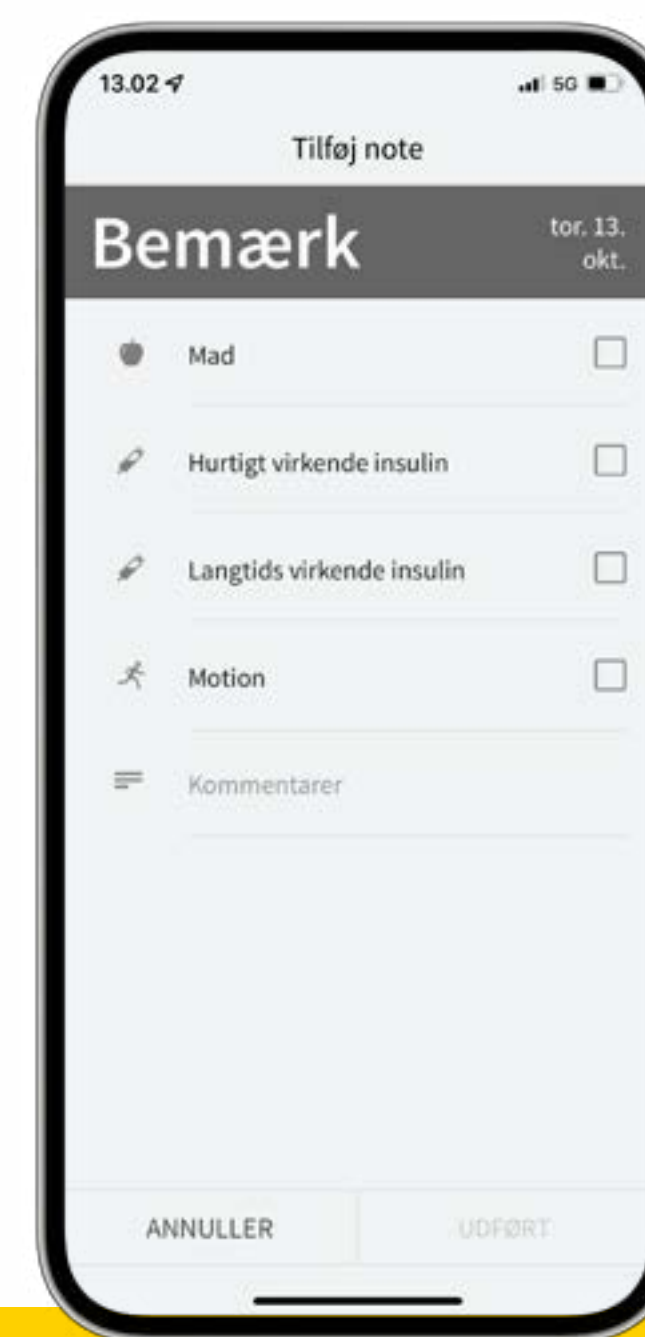 13.02 5G
Tilføj note
Bemærk
tor. 13.
okt.
Mad
Hurtigt virkende insulin
Langtids virkende insulin
Motion
Kommentarer
ANNULLER UDFØRT